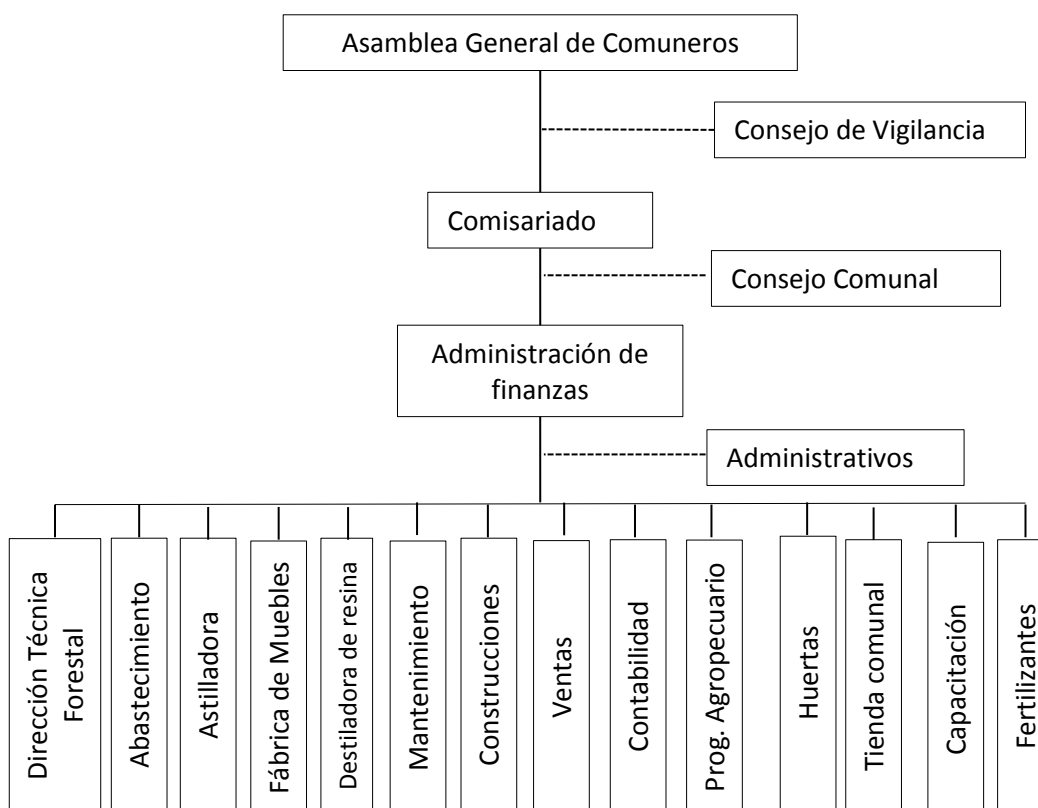 Asamblea General de Comuneros
Consejo de Vigilancia
Comisariado
Consejo Comunal
Administración de
finanzas
Administrativos
Dirección Técnica
Forestal
Abastecimiento
Astilladora
Fábrica de Muebles
Destiladora de resina
Mantenimiento
Construcciones
Ventas
Contabilidad
Prog. Agropecuario
Huertas
Tienda comunal
Capacitación
Fertilizantes